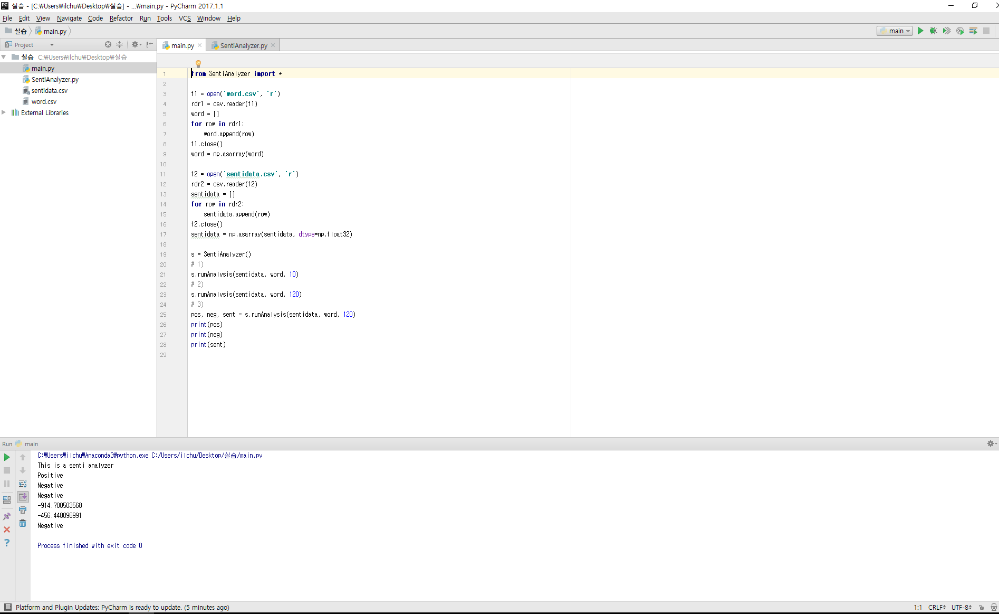 실습 - [C:₩Users₩ilchu₩Desktop₩실습] - ...₩main.py - PyCharm 2017.1.1
File Edit View Navigate Code Refactor Run Tools VCS Window Help
실습 main.py main
Project main.py SentiAnalyzer.py
실습 C:₩Users₩ilchu₩Desktop₩실습
main.py
SentiAnalyzer.py
sentidata.csv
word.csv
External Libraries
1 from SentiAnalyzer import *
2
3 f1 = open('word.csv', 'r')
4 rdr1 = csv.reader(f1)
5 word = []
6 for row in rdr1:
7 word.append(row)
8 f1.close()
9 word = np.asarray(word)
10
11 f2 = open('sentidata.csv', 'r')
12 rdr2 = csv.reader(f2)
13 sentidata = []
14 for row in rdr2:
15 sentidata.append(row)
16 f2.close()
17 sentidata = np.asarray(sentidata, dtype=np.float32)
18
19 s = SentiAnalyzer()
20 # 1)
21 s.runAnalysis(sentidata, word, 10)
22 # 2)
23 s.runAnalysis(sentidata, word, 120)
24 # 3)
25 pos, neg, sent = s.runAnalysis(sentidata, word, 120)
26 print(pos)
27 print(neg)
28 print(sent)
29
Run main
C:₩Users₩ilchu₩Anaconda3₩python.exe C:/Users/ilchu/Desktop/실습/main.py
This is a senti analyzer
Positive
Negative
Negative
-914.700503568
-456.448096991
Negative
Process finished with exit code 0
Platform and Plugin Updates: PyCharm is ready to update. (5 minutes ago) 1:1 CRLF UTF-8